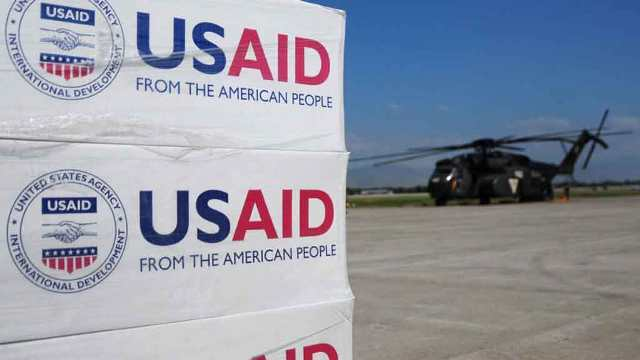 UNITED STATES AGENCY
USAID
INTERNATIONAL DEVELOPMENT
USAID
FROM THE AMERICAN PEOPLE
UNITED STATES AGENCY
USAID
INTERNATIONAL DEVELOPMENT
USAID
FROM THE AMERICAN PEOPLE
USAID